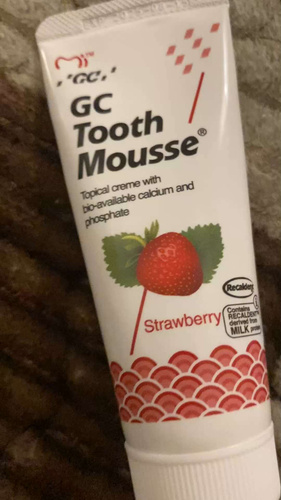 GC
GC
Tooth
Mousse®
Topical creme with
bio-available calcium and
phosphate
Strawberry
Recaldent
Contains
RECALDENT
derived from
MILK protein